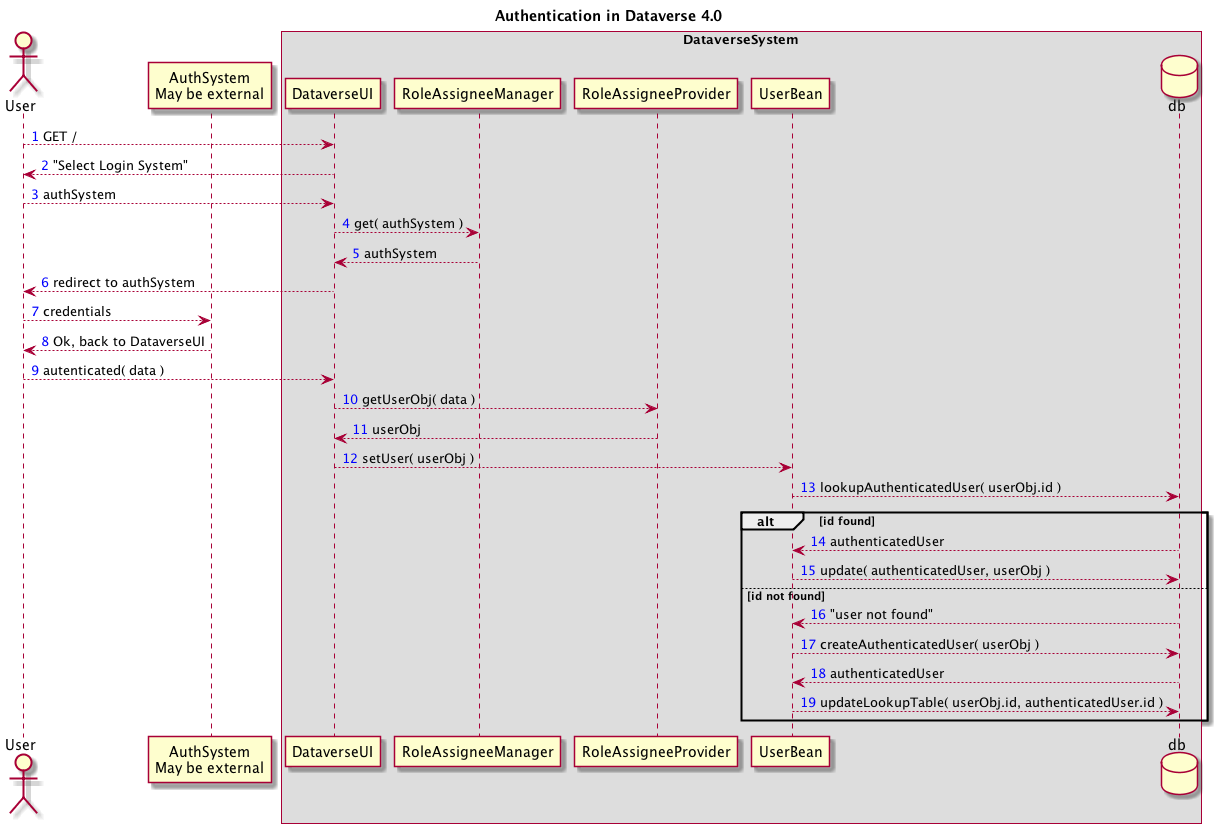 Authentication in Dataverse 4.0
DataverseSystem
User
AuthSystem
May be external
DataverseUI
RoleAssigneeManager
RoleAssigneeProvider
UserBean
db
1 GET /
2 "Select Login System"
3 authSystem
4 get( authSystem )
5 authSystem
6 redirect to authSystem
7 credentials
8 Ok, back to DataverseUI
9 autenticated( data )
10 getUserObj( data )
11 userObj
12 setUser( userObj )
13 lookupAuthenticatedUser( userObj.id )
alt [id found]
14 authenticatedUser
15 update( authenticatedUser, userObj )
[id not found]
16 "user not found"
17 createAuthenticatedUser( userObj )
18 authenticatedUser
19 updateLookupTable( userObj.id, authenticatedUser.id )
User
AuthSystem
May be external
DataverseUI
RoleAssigneeManager
RoleAssigneeProvider
UserBean
db